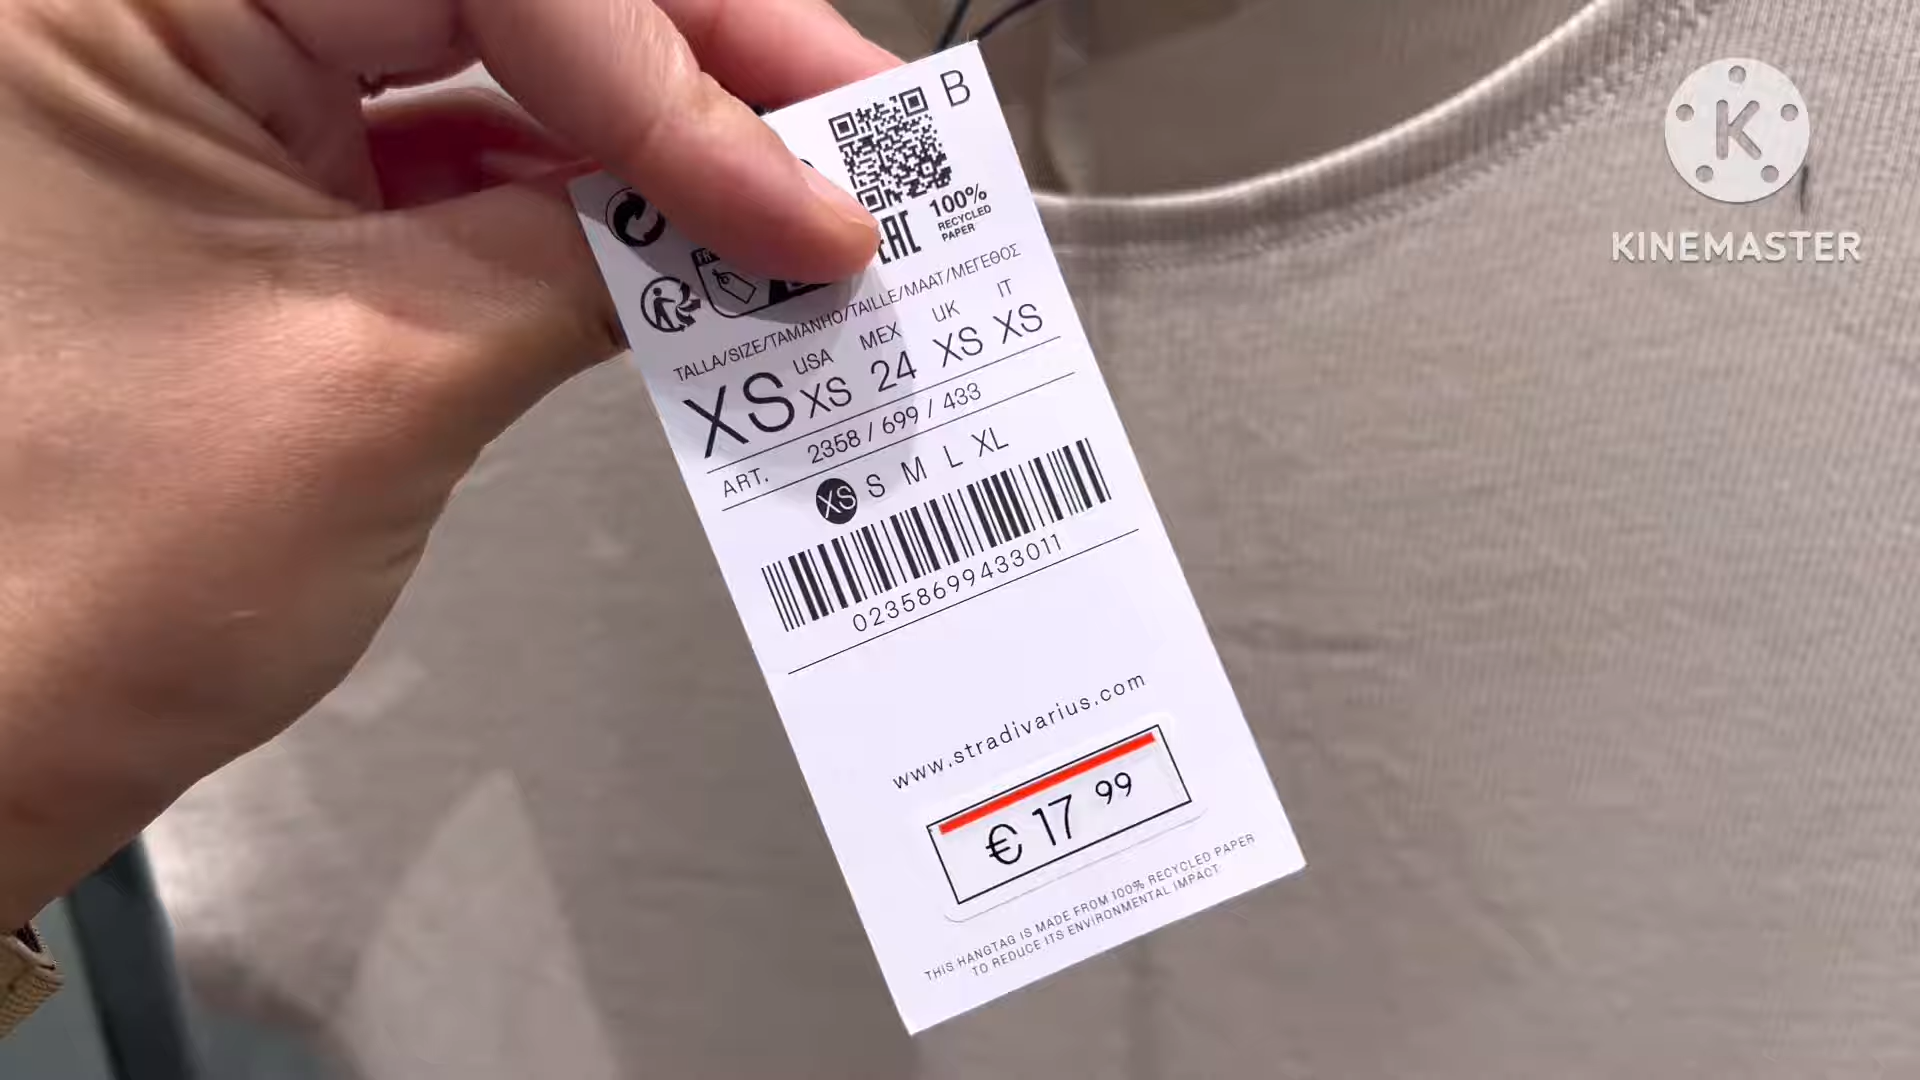 B
100%
RECYCLED
PAPER
FR
TALLA/SIZE/TAMANHO/TAILLE/MAAT/ΜΕΓΕΘΟΣ
USA MEX UK IT
XS XS 24 XS XS
ART. 2358 / 699 / 433
XS S M L XL
02358699433011
www.stradivarius.com
€ 17 99
THIS HANGTAG IS MADE FROM 100% RECYCLED PAPER
TO REDUCE ITS ENVIRONMENTAL IMPACT.
K
KINEMASTER